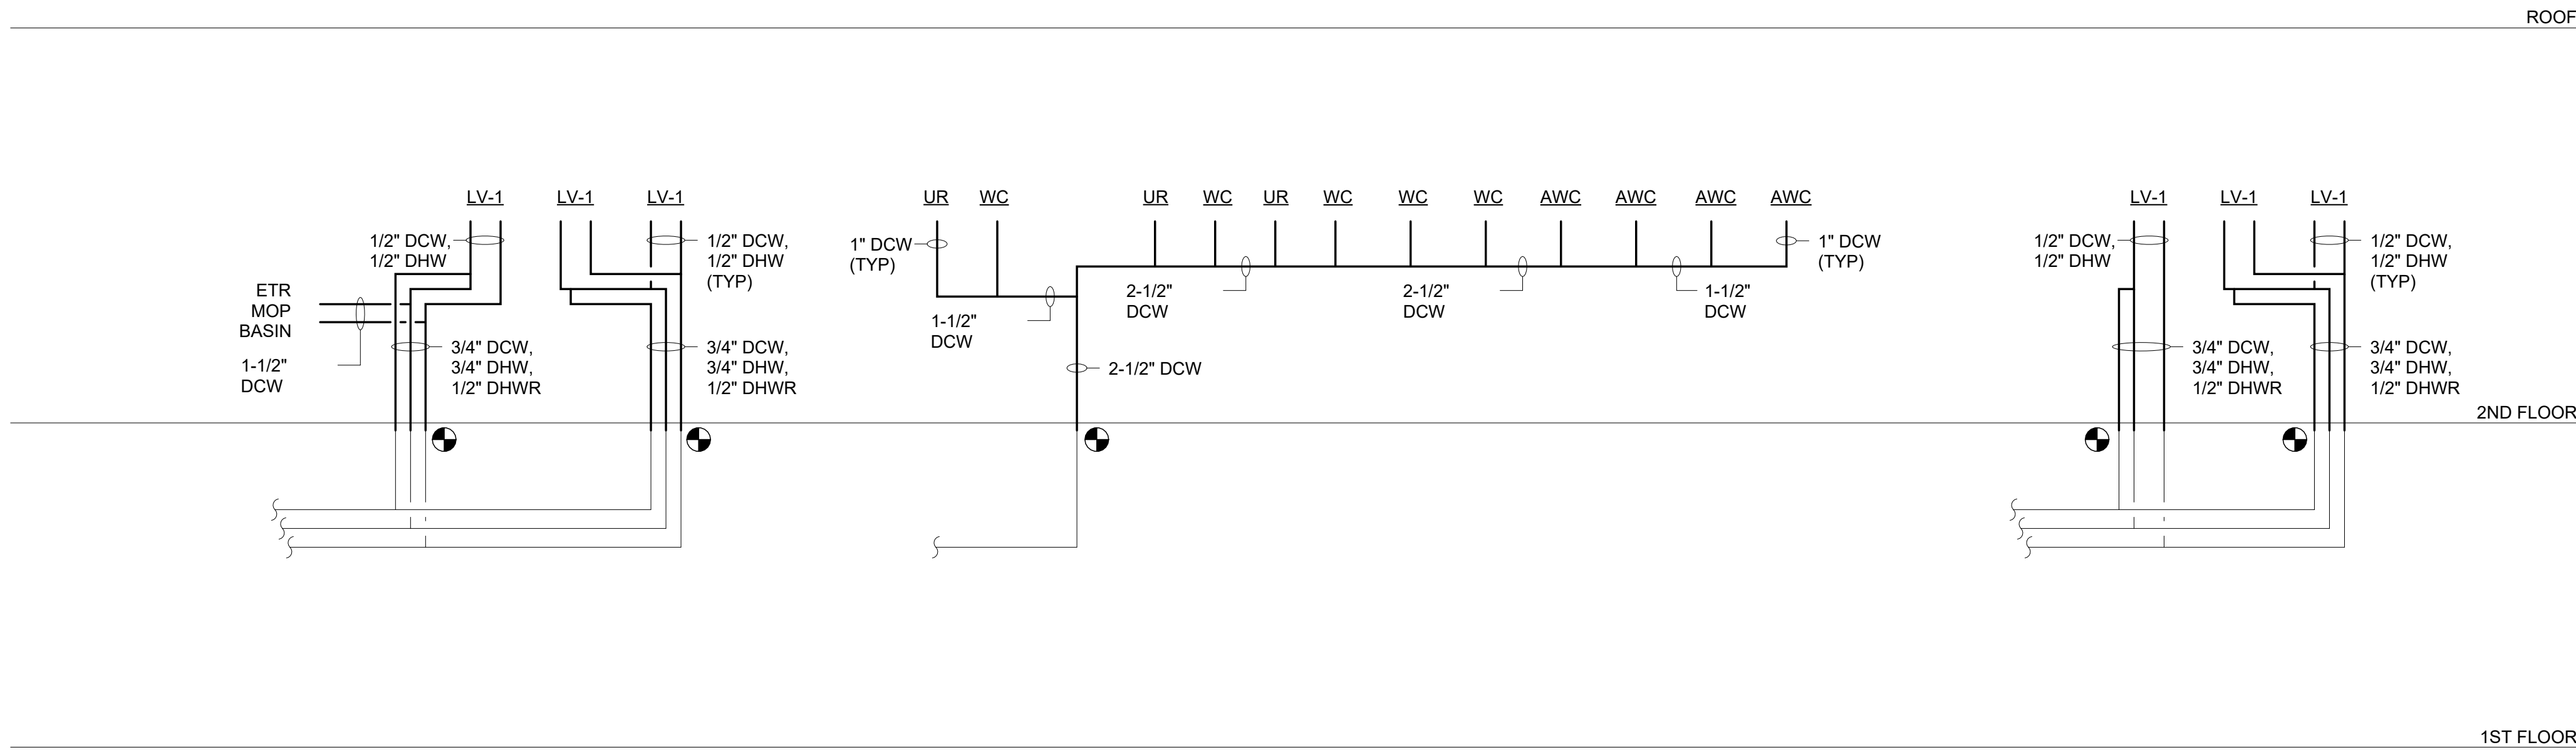 ROOF
LV-1
LV-1
LV-1
UR
WC
UR
WC
UR
WC
WC
WC
AWC
AWC
AWC
AWC
LV-1
LV-1
LV-1
1/2" DCW,
1/2" DHW
1/2" DCW,
1/2" DHW
(TYP)
1" DCW
(TYP)
1" DCW
(TYP)
1/2" DCW,
1/2" DHW
1/2" DCW,
1/2" DHW
(TYP)
ETR
MOP
BASIN
1-1/2"
DCW
2-1/2"
DCW
2-1/2"
DCW
1-1/2"
DCW
1-1/2"
DCW
3/4" DCW,
3/4" DHW,
1/2" DHWR
3/4" DCW,
3/4" DHW,
1/2" DHWR
2-1/2" DCW
3/4" DCW,
3/4" DHW,
1/2" DHWR
3/4" DCW,
3/4" DHW,
1/2" DHWR
2ND FLOOR
1ST FLOOR